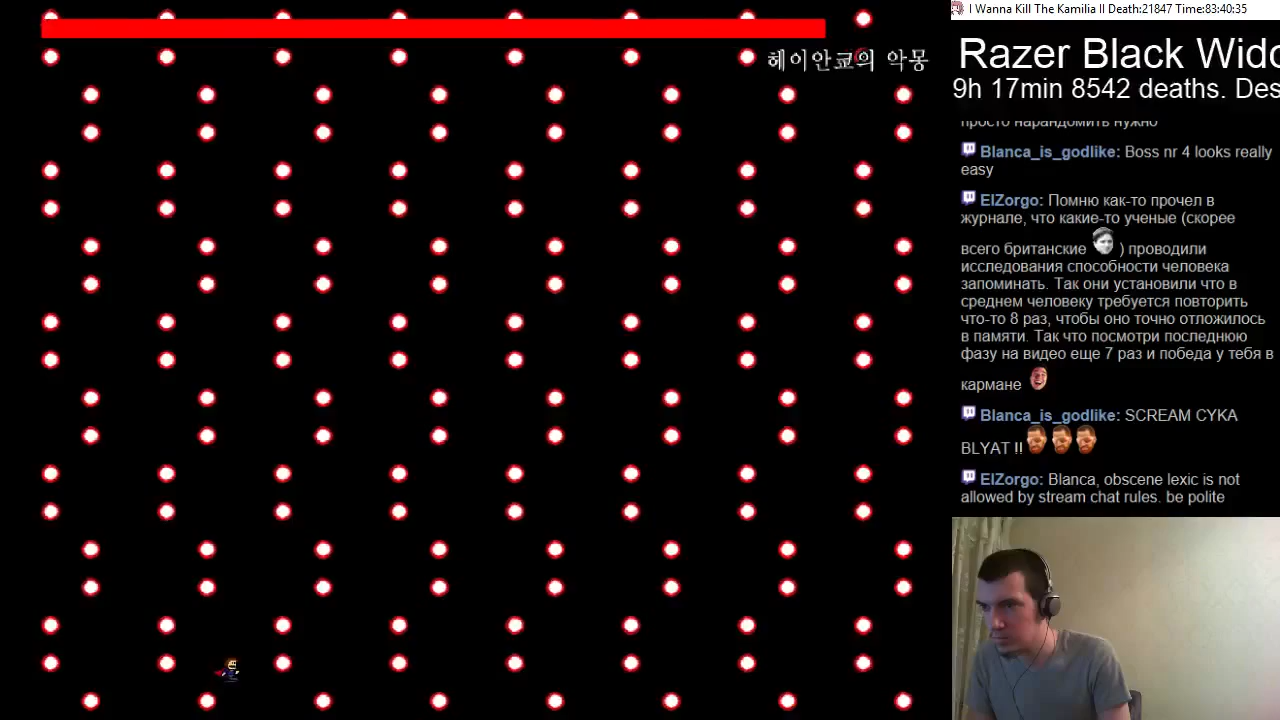 I Wanna Kill The Kamilia II Death:21847 Time:83:40:35
헤이안쿄의 악몽
Razer Black Wido
9h 17min 8542 deaths. Des
просто нарандомить нужно
Blanca_is_godlike: Boss nr 4 looks really
easy
ElZorgo: Помню как-то прочел в
журнале, что какие-то ученые (скорее
всего британские ) проводили
исследования способности человека
запоминать. Так они установили что в
среднем человеку требуется повторить
что-то 8 раз, чтобы оно точно отложилось
в памяти. Так что посмотри последнюю
фазу на видео еще 7 раз и победа у тебя в
кармане
Blanca_is_godlike: SCREAM CYKA
BLYAT !!
ElZorgo: Blanca, obscene lexic is not
allowed by stream chat rules. be polite